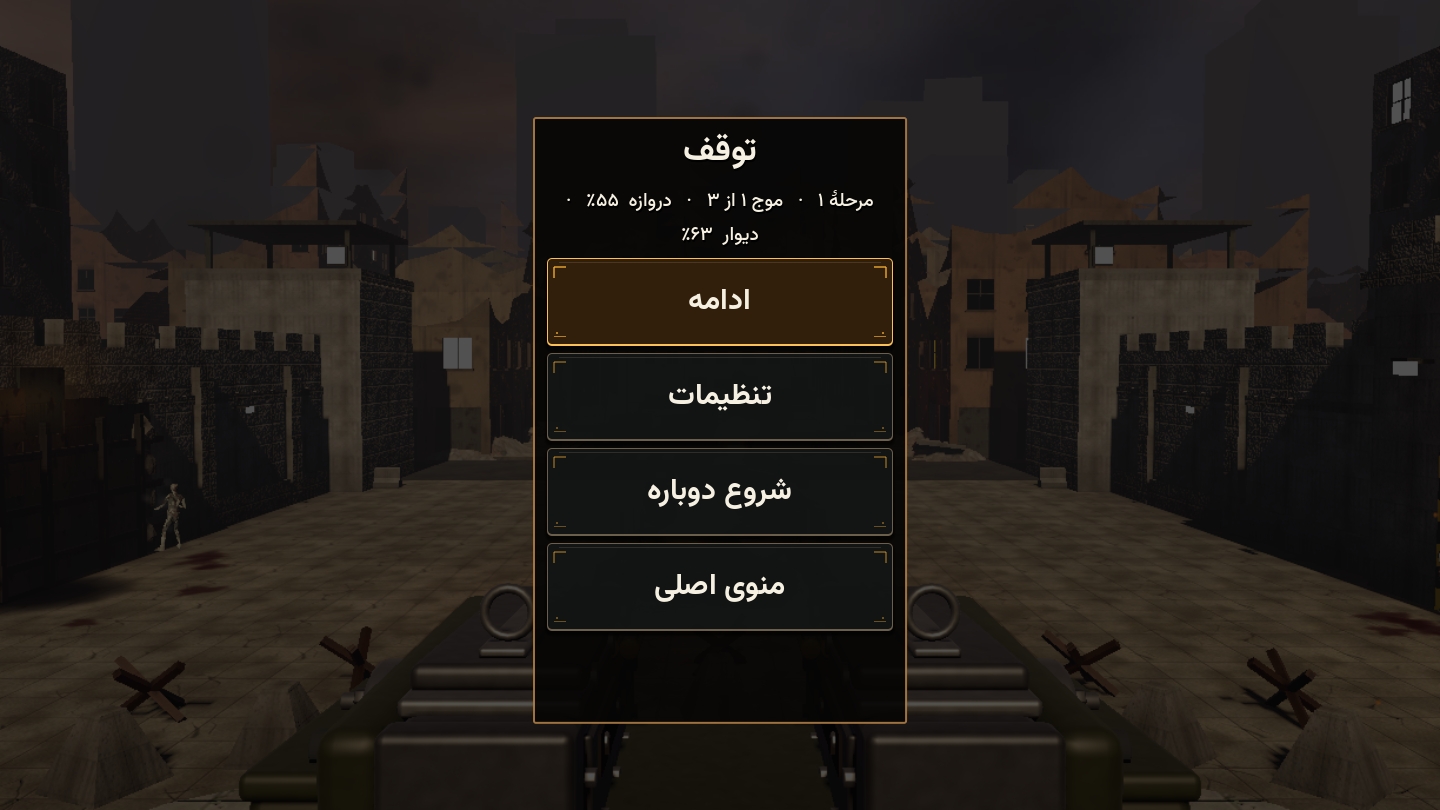 توقف
مرحلهٔ ۱ · موج ۱ از ۳ · دروازه ۵۵٪ ·
دیوار ۶۳٪
ادامه
تنظیمات
شروع دوباره
منوی اصلی